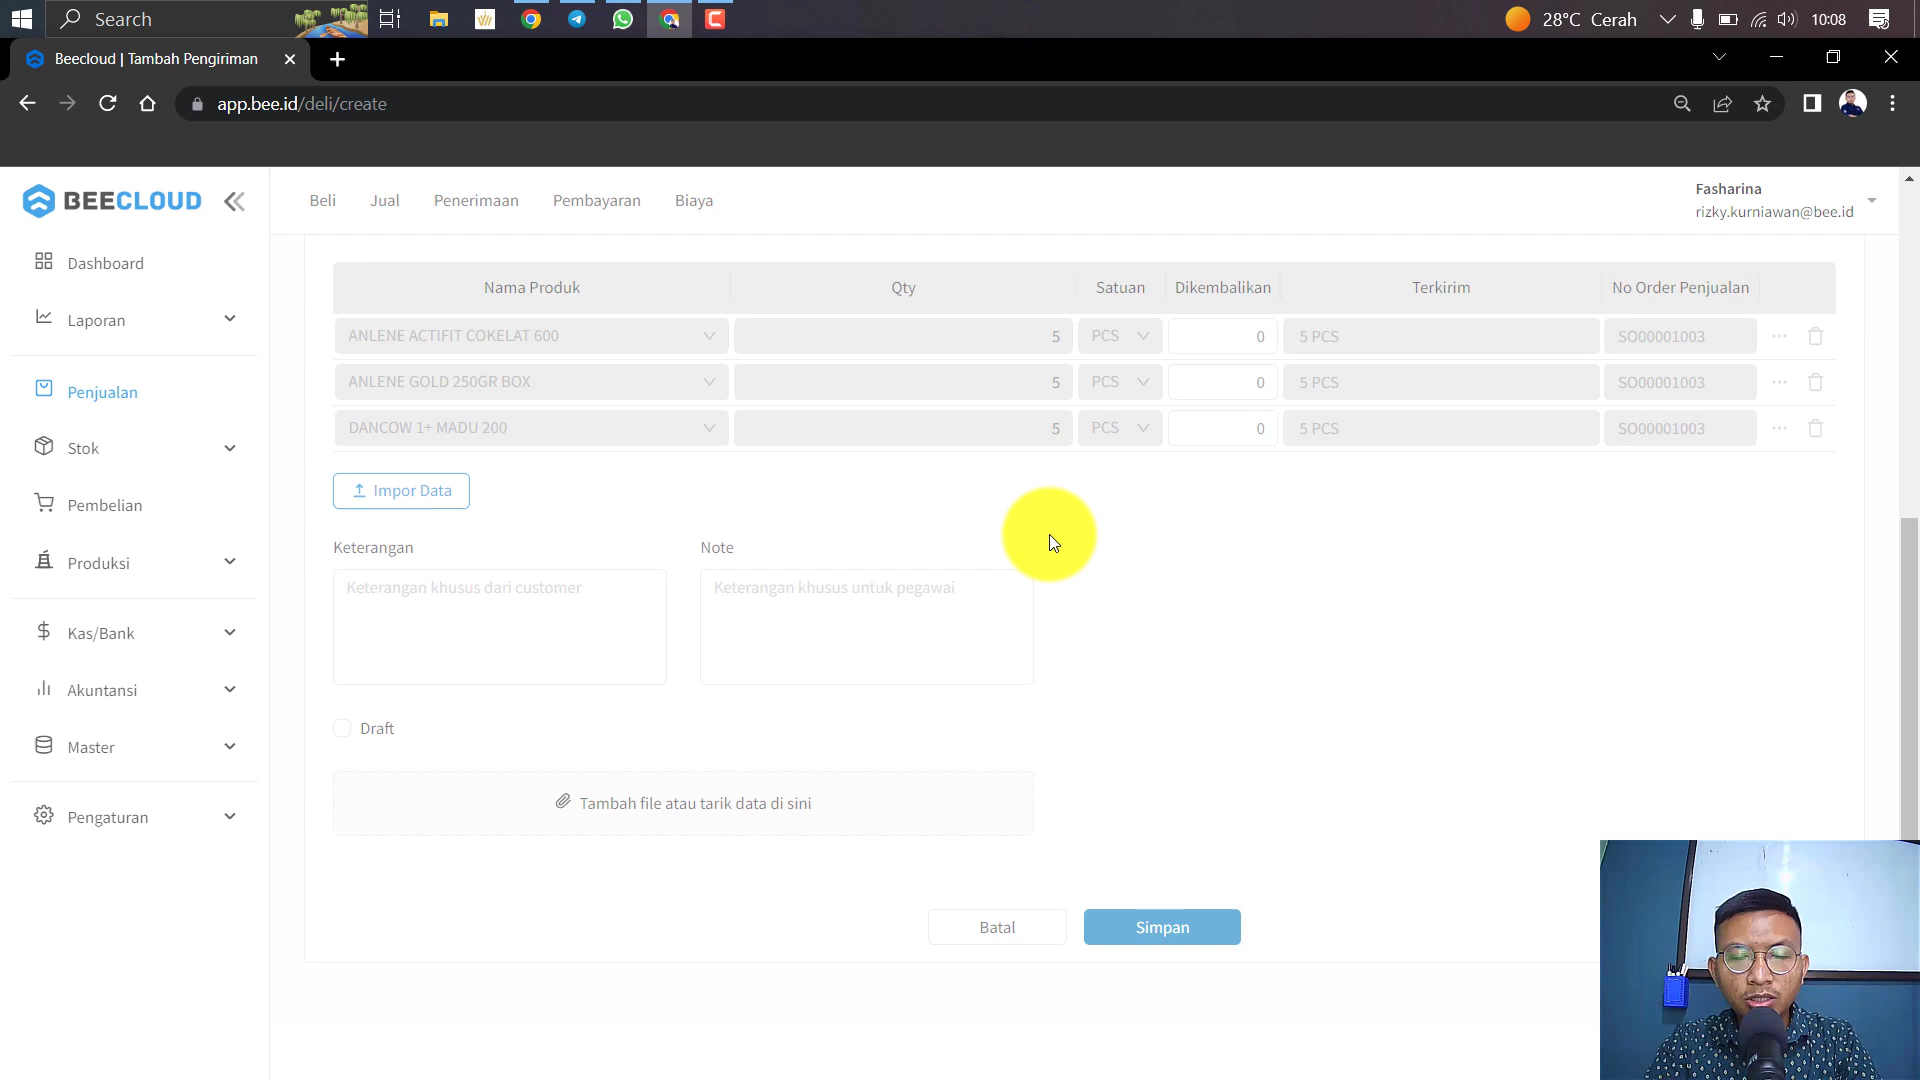 Search
28°C Cerah
10:08
Beecloud | Tambah Pengiriman
app.bee.id/deli/create
BEECLOUD
Beli
Jual
Penerimaan
Pembayaran
Biaya
Fasharina
rizky.kurniawan@bee.id
Dashboard
Laporan
Penjualan
Stok
Pembelian
Produksi
Kas/Bank
Akuntansi
Master
Pengaturan
Nama Produk Qty Satuan Dikembalikan Terkirim No Order Penjualan
ANLENE ACTIFIT COKELAT 600 5 PCS 0 5 PCS SO00001003
ANLENE GOLD 250GR BOX 5 PCS 0 5 PCS SO00001003
DANCOW 1+ MADU 200 5 PCS 0 5 PCS SO00001003
Impor Data
Keterangan
Keterangan khusus dari customer
Note
Keterangan khusus untuk pegawai
Draft
Tambah file atau tarik data di sini
Batal
Simpan